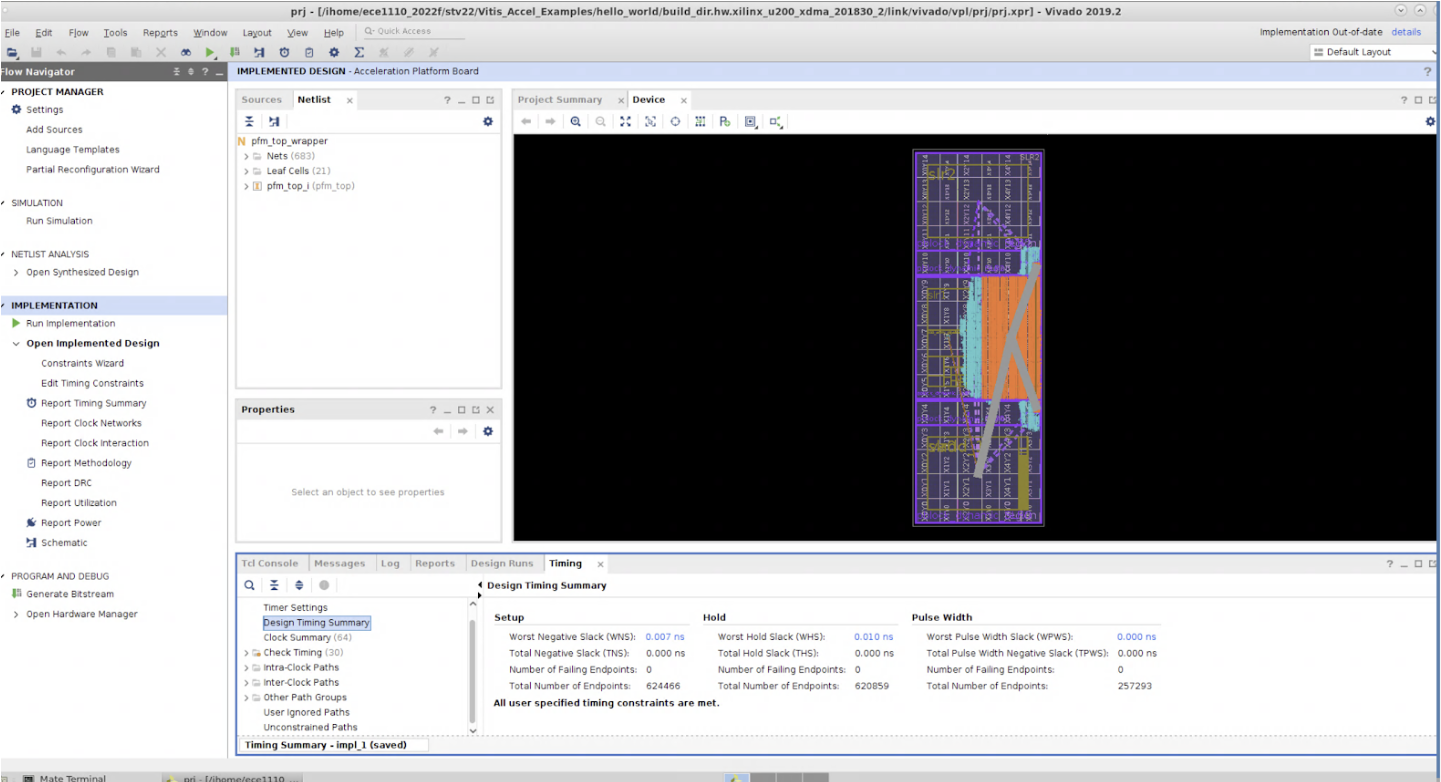 prj - [/ihome/ece1110_2022f/stv22/Vitis_Accel_Examples/hello_world/build_dir.hw.xilinx_u200_xdma_201830_2/link/vivado/vpl/prj/prj.xpr] - Vivado 2019.2
File Edit Flow Tools Reports Window Layout View Help Quick Access
Implementation Out-of-date details
Default Layout
Flow Navigator
IMPLEMENTED DESIGN - Acceleration Platform Board
PROJECT MANAGER
Settings
Add Sources
Language Templates
Partial Reconfiguration Wizard
SIMULATION
Run Simulation
NETLIST ANALYSIS
Open Synthesized Design
IMPLEMENTATION
Run Implementation
Open Implemented Design
Constraints Wizard
Edit Timing Constraints
Report Timing Summary
Report Clock Networks
Report Clock Interaction
Report Methodology
Report DRC
Report Utilization
Report Power
Schematic
PROGRAM AND DEBUG
Generate Bitstream
Open Hardware Manager
Sources Netlist
N pfm_top_wrapper
Nets (683)
Leaf Cells (21)
pfm_top_i (pfm_top)
Properties
Select an object to see properties
Project Summary Device
SLR2
slr2
Tcl Console Messages Log Reports Design Runs Timing
Timer Settings
Design Timing Summary
Clock Summary (64)
Check Timing (30)
Intra-Clock Paths
Inter-Clock Paths
Other Path Groups
User Ignored Paths
Unconstrained Paths
Design Timing Summary
Setup Hold Pulse Width
Worst Negative Slack (WNS): 0.007 ns Worst Hold Slack (WHS): 0.010 ns Worst Pulse Width Slack (WPWS): 0.000 ns
Total Negative Slack (TNS): 0.000 ns Total Hold Slack (THS): 0.000 ns Total Pulse Width Negative Slack (TPWS): 0.000 ns
Number of Failing Endpoints: 0 Number of Failing Endpoints: 0 Number of Failing Endpoints: 0
Total Number of Endpoints: 624466 Total Number of Endpoints: 620859 Total Number of Endpoints: 257293
All user specified timing constraints are met.
Timing Summary - impl_1 (saved)
Mate Terminal prj - [/ihome/ece1110 ...